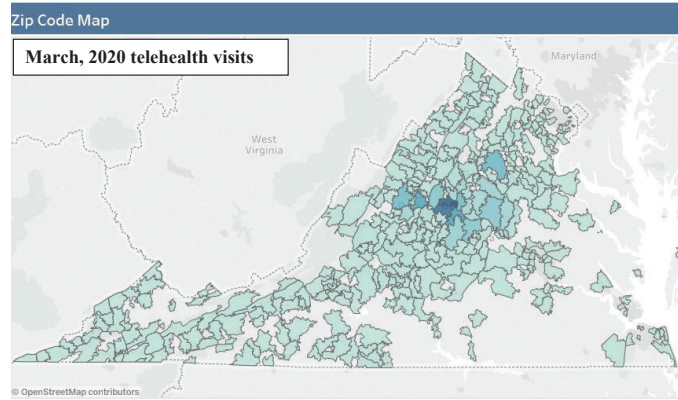 Zip Code Map
March, 2020 telehealth visits
Maryland
West
Virginia
© OpenStreetMap contributors